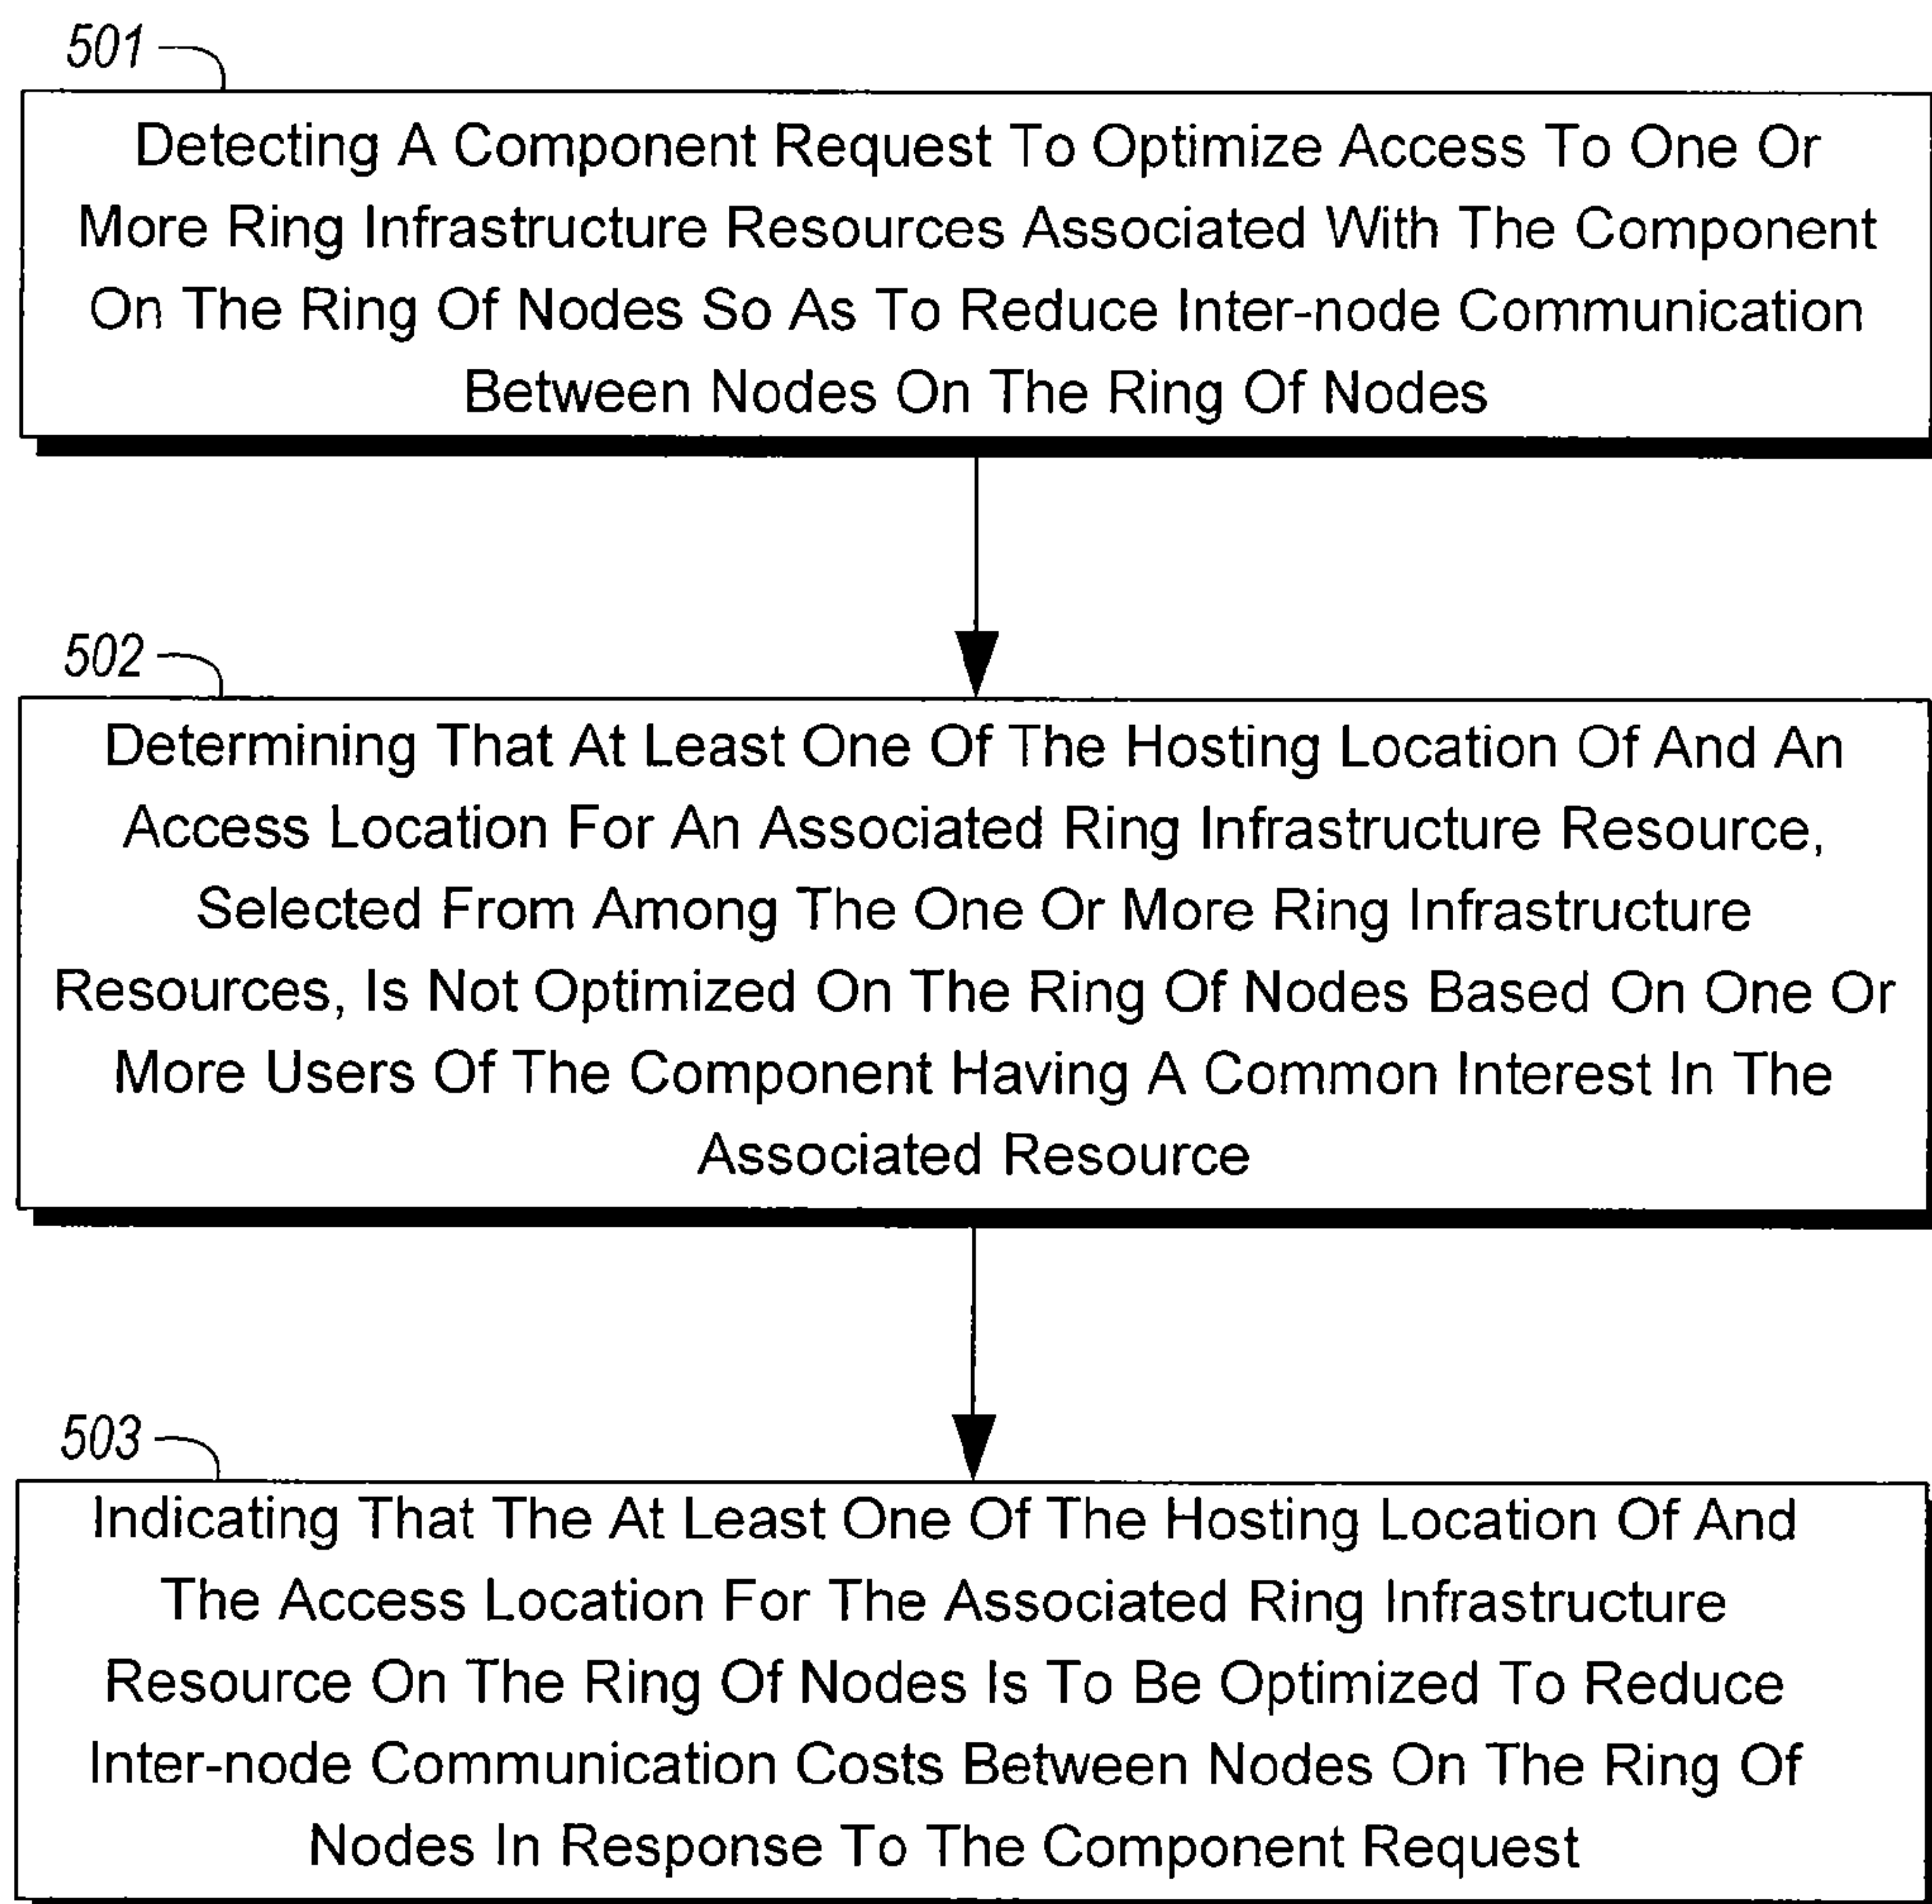 501
Detecting A Component Request To Optimize Access To One Or
More Ring Infrastructure Resources Associated With The Component
On The Ring Of Nodes So As To Reduce Inter-node Communication
Between Nodes On The Ring Of Nodes
502
Determining That At Least One Of The Hosting Location Of And An
Access Location For An Associated Ring Infrastructure Resource,
Selected From Among The One Or More Ring Infrastructure
Resources, Is Not Optimized On The Ring Of Nodes Based On One Or
More Users Of The Component Having A Common Interest In The
Associated Resource
503
Indicating That The At Least One Of The Hosting Location Of And
The Access Location For The Associated Ring Infrastructure
Resource On The Ring Of Nodes Is To Be Optimized To Reduce
Inter-node Communication Costs Between Nodes On The Ring Of
Nodes In Response To The Component Request